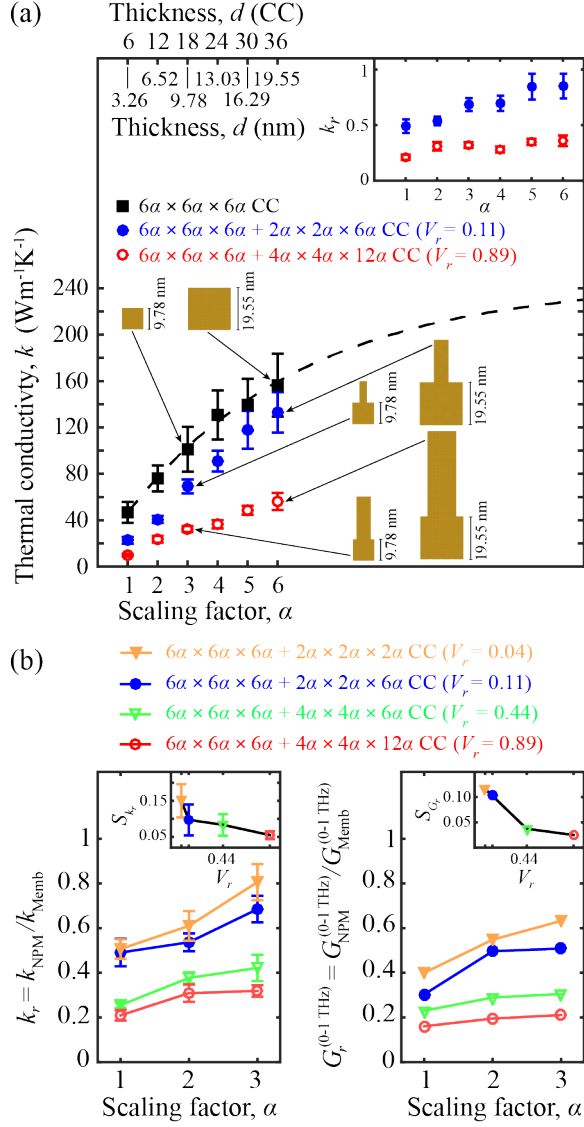 (a)
Thickness, d (CC)
6 12 18 24 30 36
6.52 13.03 19.55
3.26 9.78 16.29
Thickness, d (nm)
1
0.5
0
k_r
1 2 3 4 5 6
α
6α × 6α × 6α CC
6α × 6α × 6α + 2α × 2α × 6α CC (V_r = 0.11)
6α × 6α × 6α + 4α × 4α × 12α CC (V_r = 0.89)
Thermal conductivty, k (Wm⁻¹K⁻¹)
240
200
160
120
80
40
0
9.78 nm
19.55 nm
9.78 nm
19.55 nm
9.78 nm
19.55 nm
1 2 3 4 5 6
Scaling factor, α
(b)
6α × 6α × 6α + 2α × 2α × 2α CC (V_r = 0.04)
6α × 6α × 6α + 2α × 2α × 6α CC (V_r = 0.11)
6α × 6α × 6α + 4α × 4α × 6α CC (V_r = 0.44)
6α × 6α × 6α + 4α × 4α × 12α CC (V_r = 0.89)
k_r = k_NPM/k_Memb
1
0.8
0.6
0.4
0.2
0
S_k_r
0.15
0.05
0.44
V_r
1 2 3
Scaling factor, α
G_r^(0-1 THz) = G_NPM^(0-1 THz)/G_Memb^(0-1 THz)
1
0.8
0.6
0.4
0.2
0
S_G_r
0.10
0.05
0.44
V_r
1 2 3
Scaling factor, α